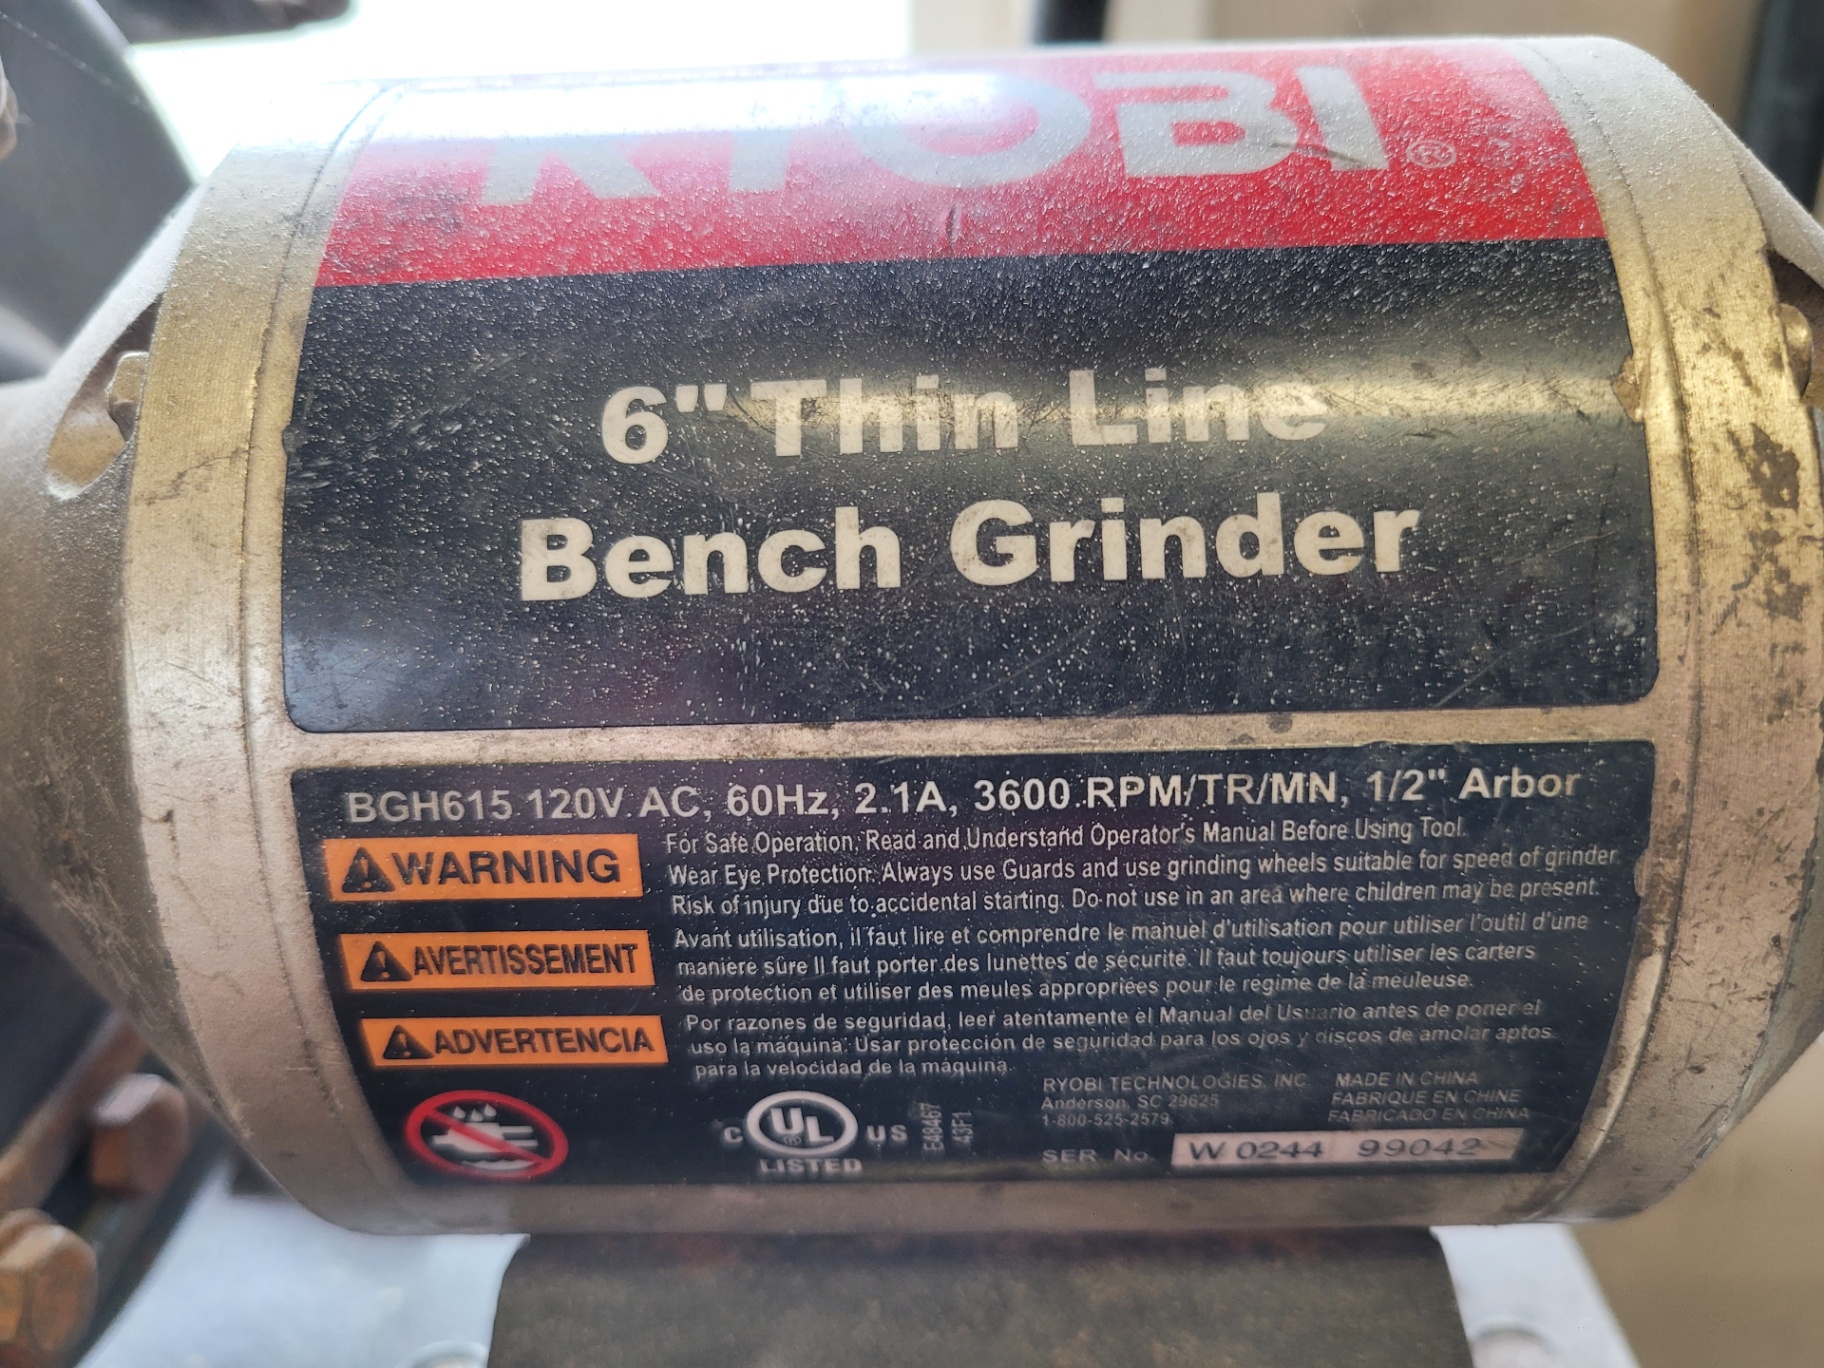 RYOBI®
6" Thin Line
Bench Grinder
BGH615 120V AC, 60Hz, 2.1A, 3600 RPM/TR/MN, 1/2" Arbor
WARNING
For Safe Operation, Read and Understand Operator's Manual Before Using Tool.
Wear Eye Protection. Always use Guards and use grinding wheels suitable for speed of grinder.
Risk of injury due to accidental starting. Do not use in an area where children may be present.
AVERTISSEMENT
Avant utilisation, il faut lire et comprendre le manuel d'utilisation pour utiliser l'outil d'une
maniere sûre Il faut porter des lunettes de sécurité. Il faut toujours utiliser les carters
de protection et utiliser des meules appropriées pour le regime de la meuleuse.
ADVERTENCIA
Por razones de seguridad, leer atentamente el Manual del Usuario antes de poner el
uso la máquina. Usar protección de seguridad para los ojos y discos de amolar aptos
para la velocidad de la máquina.
C UL US
LISTED
E48467
43F1
RYOBI TECHNOLOGIES, INC.
Anderson, SC 29625
1-800-525-2579
MADE IN CHINA
FABRIQUE EN CHINE
FABRICADO EN CHINA
SER. No. W 0244 99042